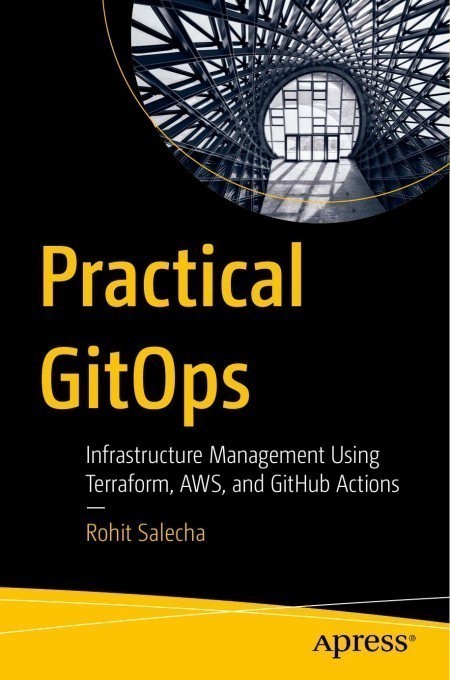 Practical
GitOps
Infrastructure Management Using
Terraform, AWS, and GitHub Actions
—
Rohit Salecha
Apress®